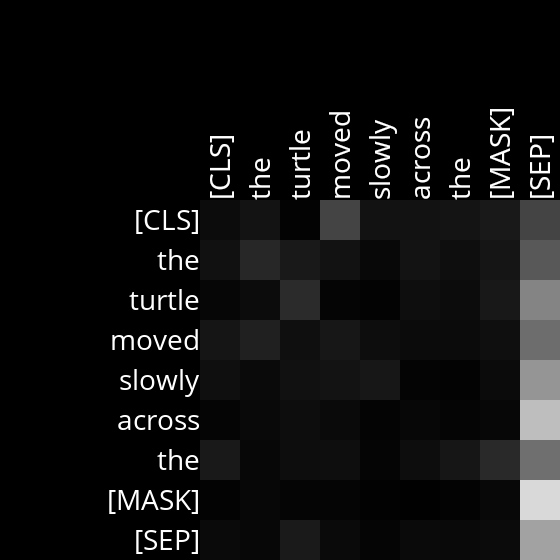 [CLS] the turtle moved slowly across the [MASK] [SEP]
[CLS]
the
turtle
moved
slowly
across
the
[MASK]
[SEP]